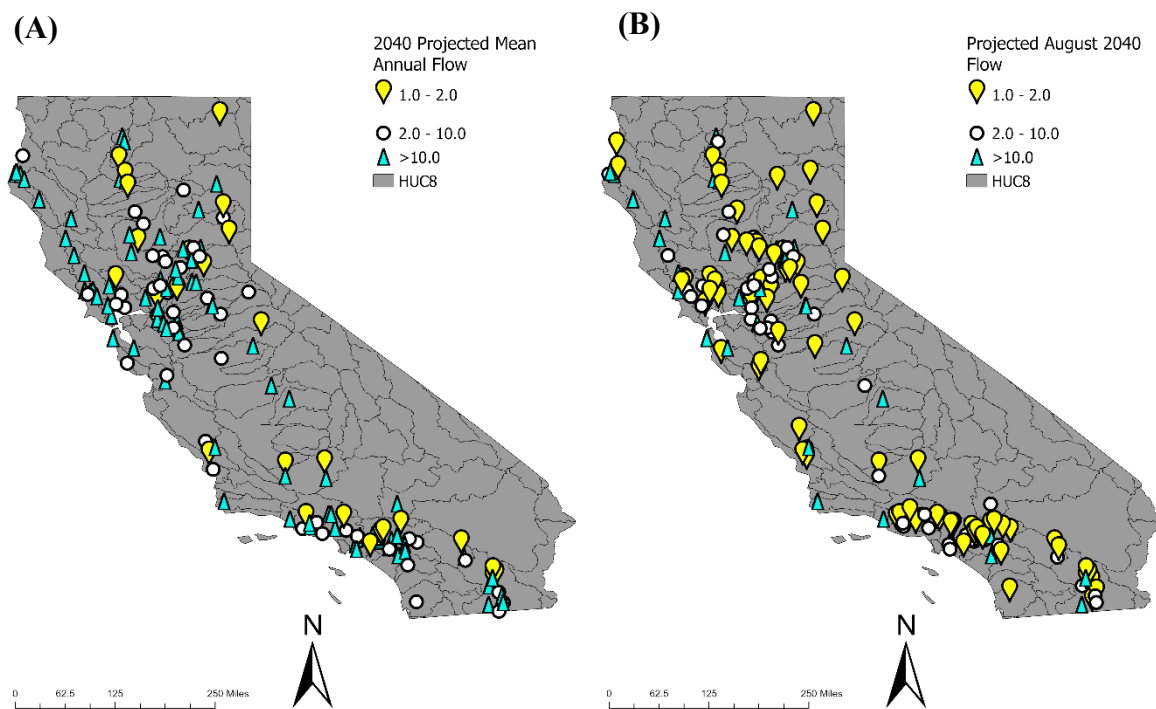 (A)
2040 Projected Mean
Annual Flow
1.0 - 2.0
2.0 - 10.0
>10.0
HUC8
N
0 62.5 125 250 Miles
(B)
Projected August 2040
Flow
1.0 - 2.0
2.0 - 10.0
>10.0
HUC8
N
0 62.5 125 250 Miles